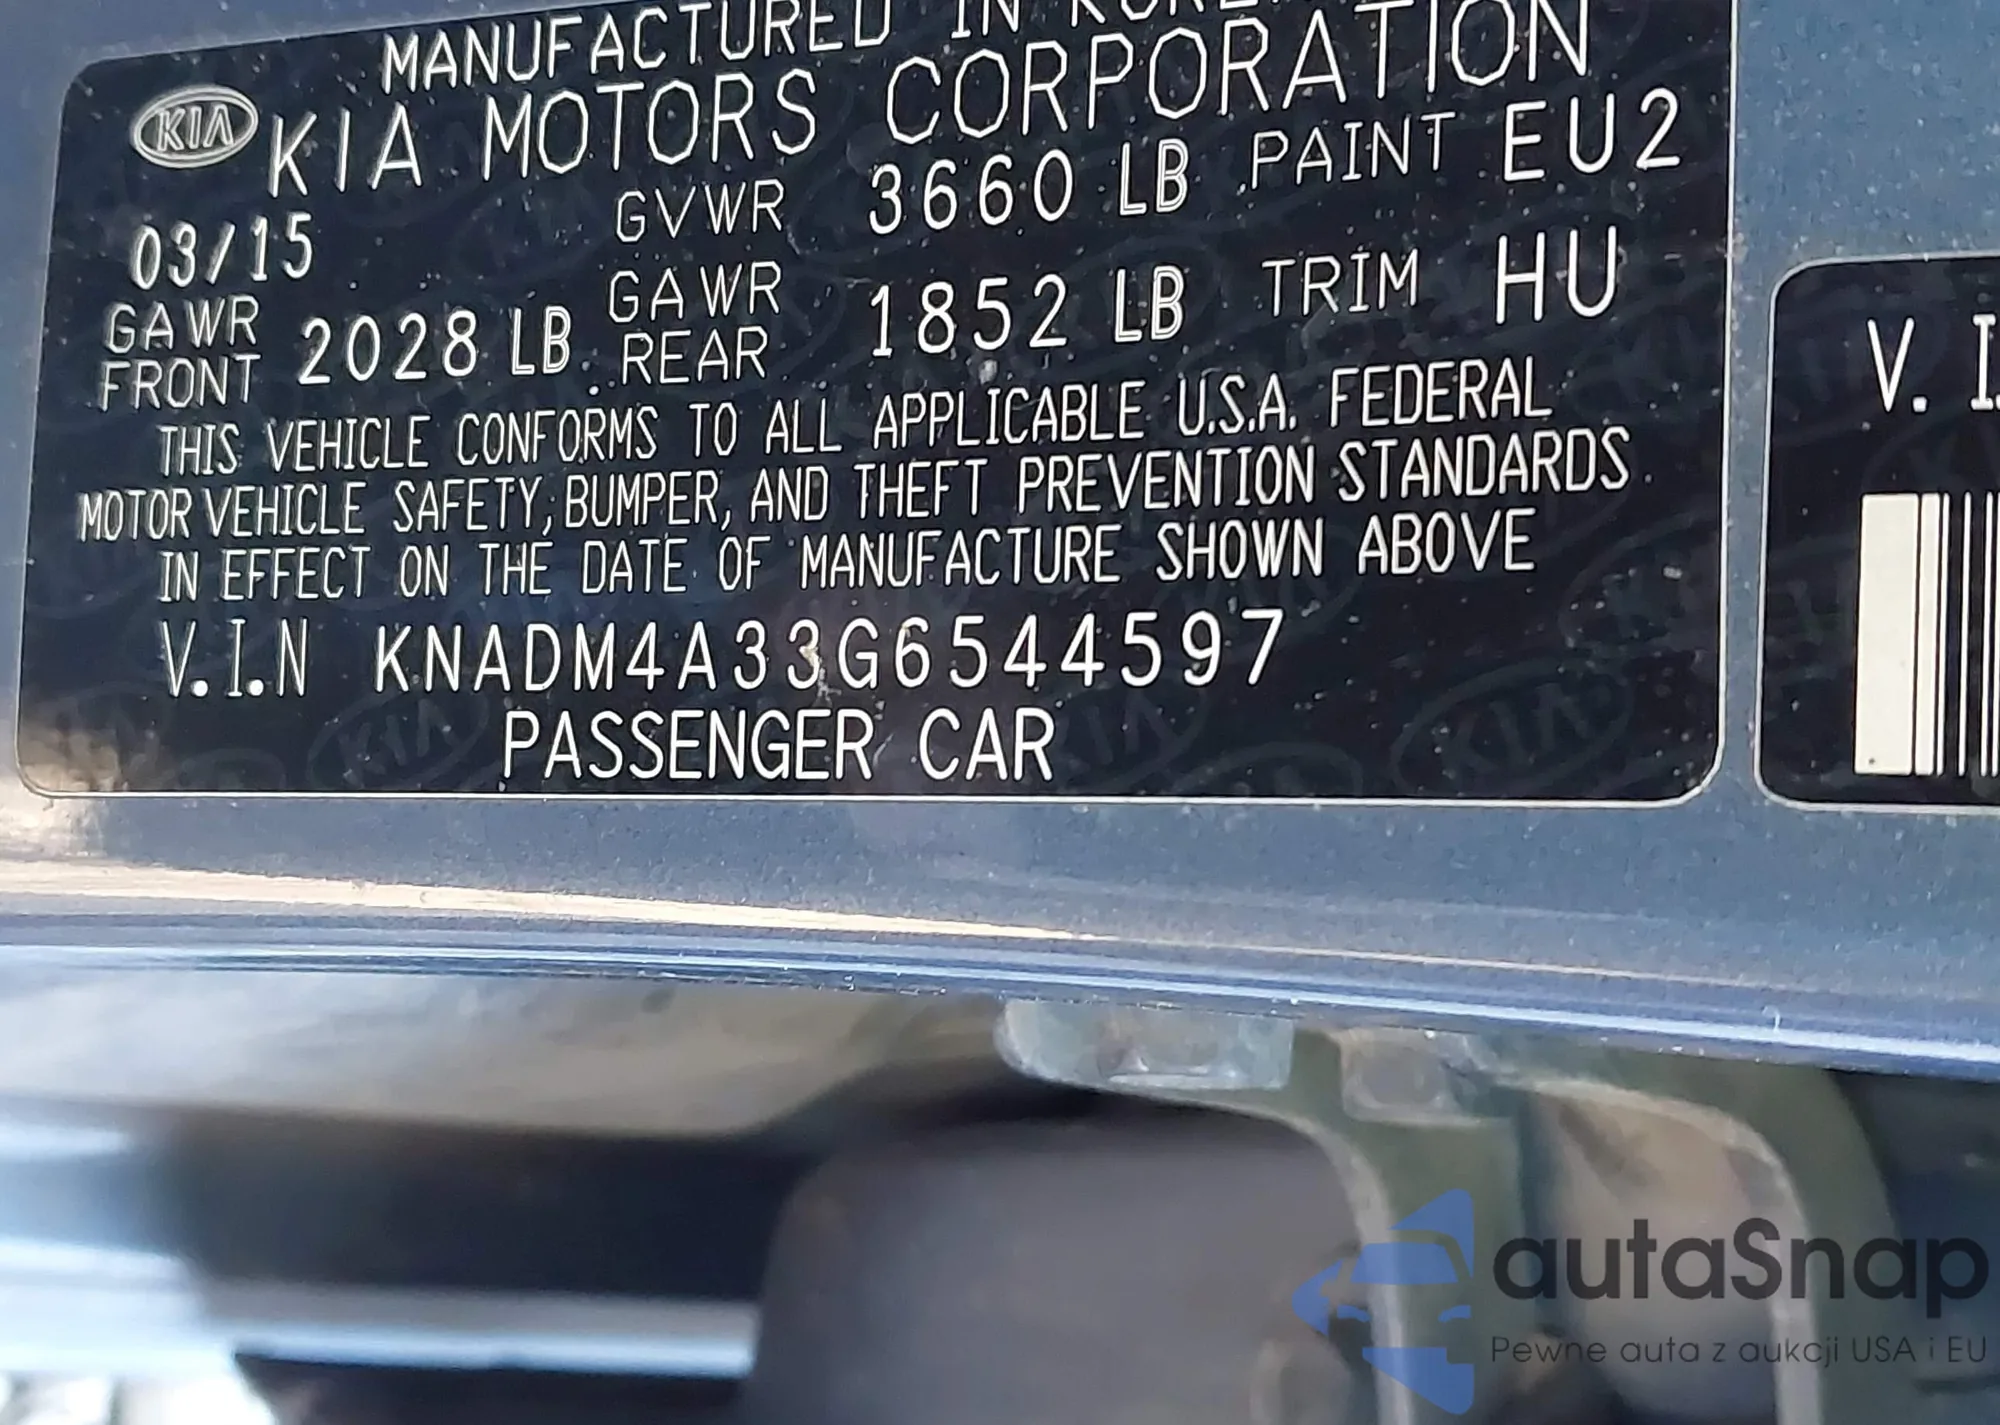 MANUFACTURED IN KOREA
KIA KIA MOTORS CORPORATION
03/15 GVWR 3660 LB PAINT EU2
GAWR FRONT 2028 LB GAWR REAR 1852 LB TRIM HU
THIS VEHICLE CONFORMS TO ALL APPLICABLE U.S.A. FEDERAL
MOTOR VEHICLE SAFETY, BUMPER, AND THEFT PREVENTION STANDARDS
IN EFFECT ON THE DATE OF MANUFACTURE SHOWN ABOVE
V.I.N KNADM4A33G6544597
PASSENGER CAR
V. I.
autaSnap
Pewne auta z aukcji USA i EU